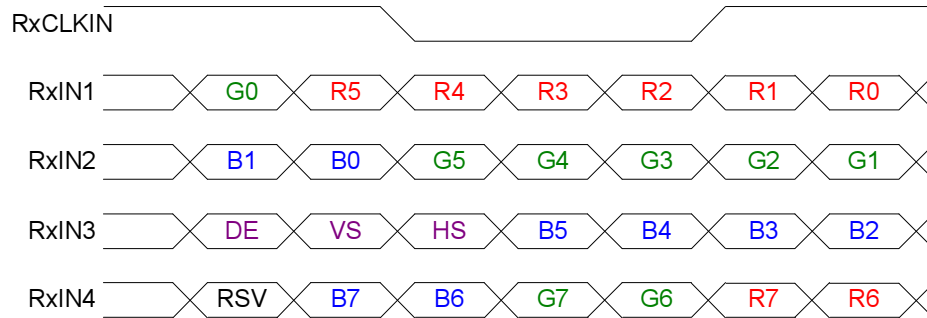 RxCLKIN
RxIN1 G0 R5 R4 R3 R2 R1 R0
RxIN2 B1 B0 G5 G4 G3 G2 G1
RxIN3 DE VS HS B5 B4 B3 B2
RxIN4 RSV B7 B6 G7 G6 R7 R6